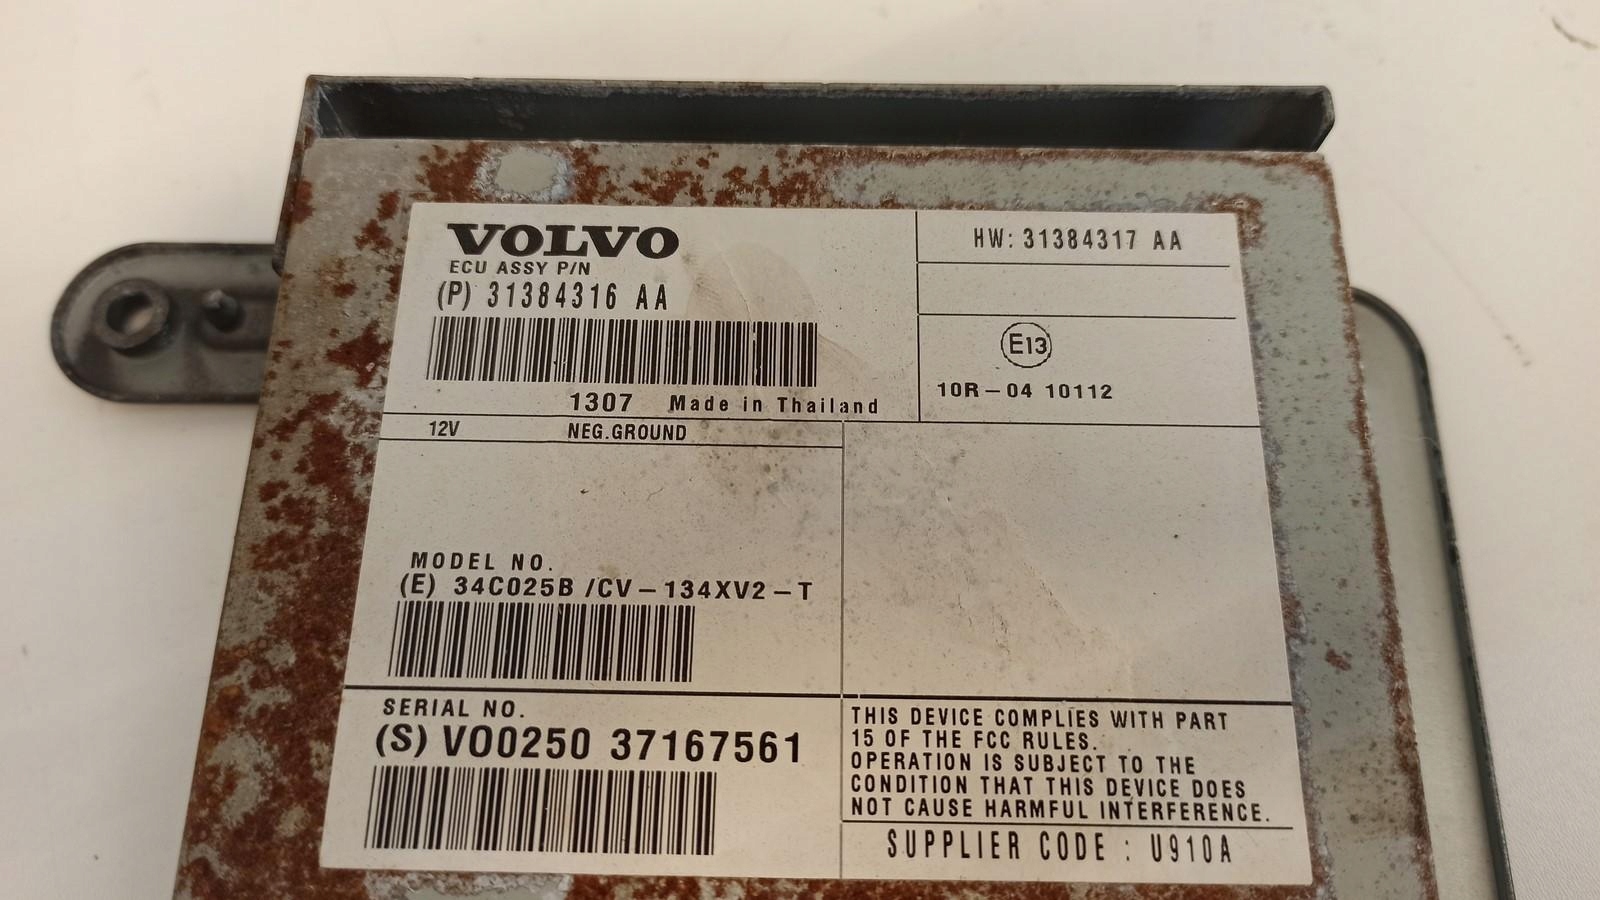 VOLVO
ECU ASSY P/N
(P) 31384316 AA
1307 Made in Thailand
HW: 31384317 AA
E13
10R-04 10112
12V NEG.GROUND
MODEL NO.
(E) 34C025B /CV-134XV2-T
SERIAL NO.
(S) VO0250 37167561
THIS DEVICE COMPLIES WITH PART
15 OF THE FCC RULES.
OPERATION IS SUBJECT TO THE
CONDITION THAT THIS DEVICE DOES
NOT CAUSE HARMFUL INTERFERENCE.
SUPPLIER CODE : U910A